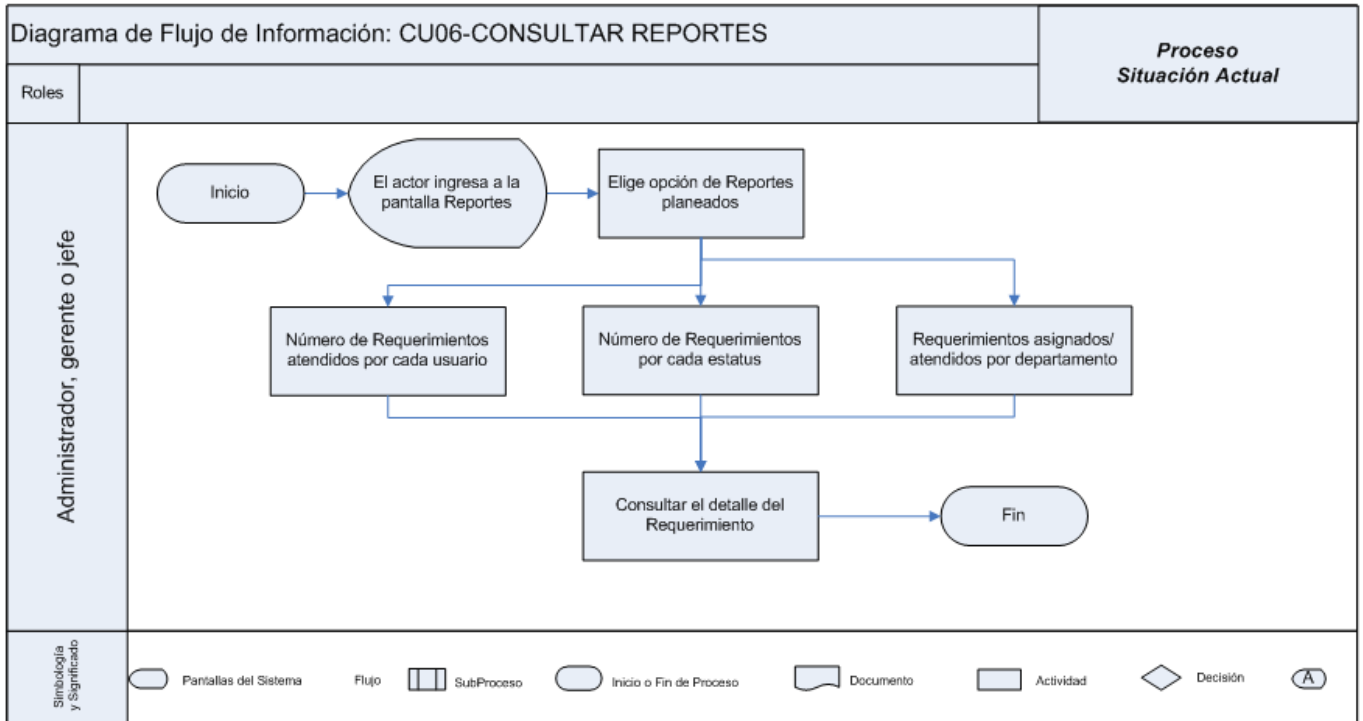 Diagrama de Flujo de Información: CU06-CONSULTAR REPORTES
Proceso
Situación Actual
Roles
Administrador, gerente o jefe
Inicio
El actor ingresa a la
pantalla Reportes
Elige opción de Reportes
planeados
Número de Requerimientos
atendidos por cada usuario
Número de Requerimientos
por cada estatus
Requerimientos asignados/
atendidos por departamento
Consultar el detalle del
Requerimiento
Fin
Simbología
y Significado
Pantallas del Sistema
Flujo
SubProceso
Inicio o Fin de Proceso
Documento
Actividad
Decisión
A